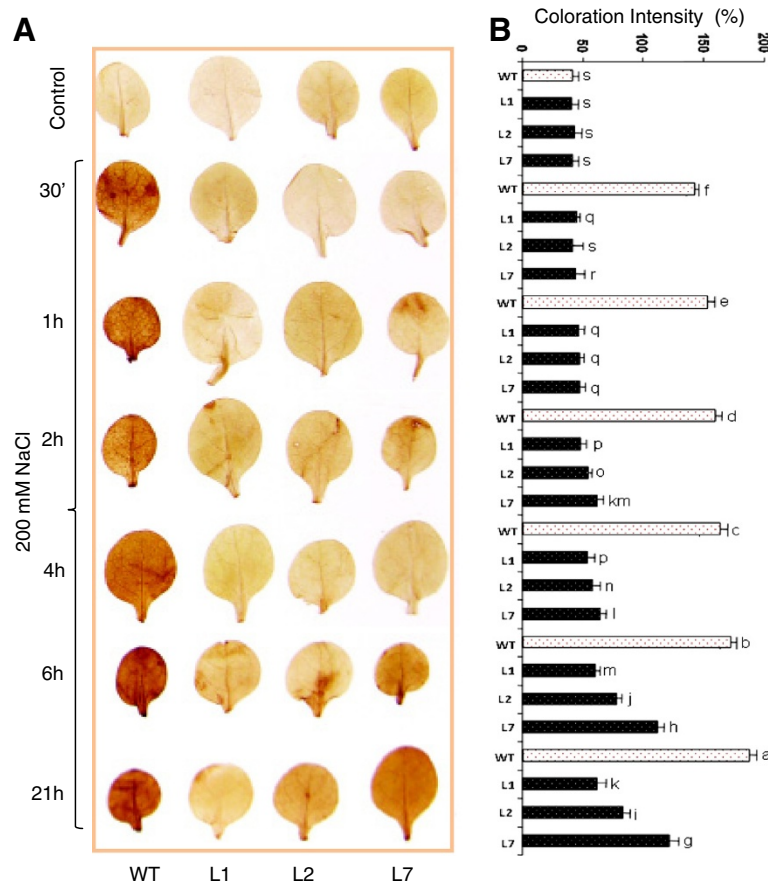 A
Control
30'
1h
2h
4h
6h
21h
200 mM NaCl
WT L1 L2 L7
B
Coloration Intensity (%)
0 50 100 150 200
WT s
L1 s
L2 s
L7 s
WT f
L1 q
L2 s
L7 r
WT e
L1 q
L2 q
L7 q
WT d
L1 p
L2 o
L7 km
WT c
L1 p
L2 n
L7 l
WT b
L1 m
L2 j
L7 h
WT a
L1 k
L2 i
L7 g